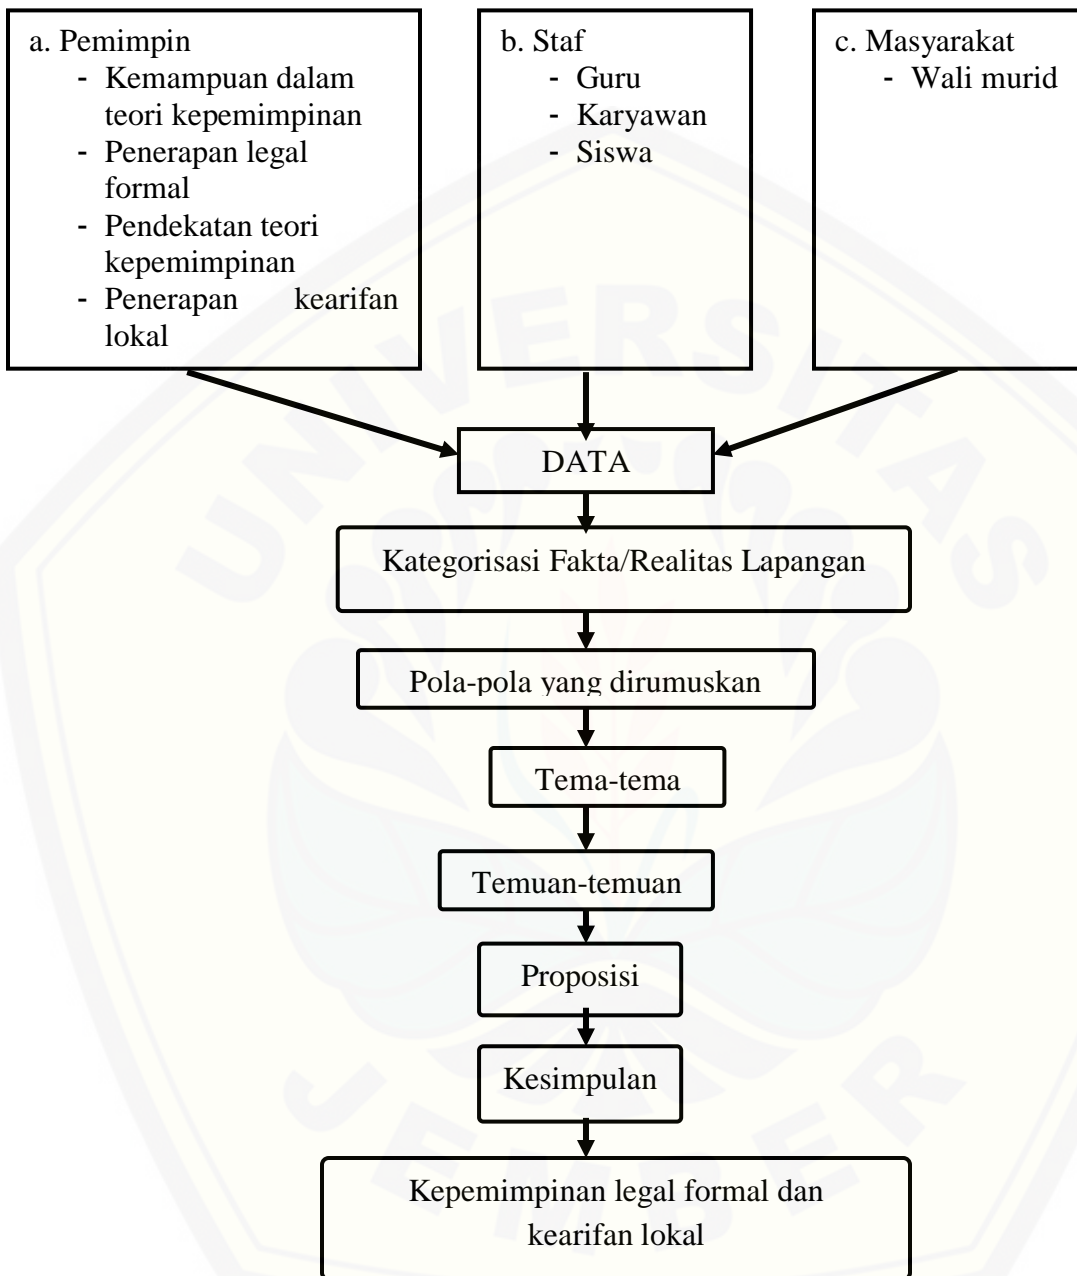 a. Pemimpin
- Kemampuan dalam
teori kepemimpinan
- Penerapan legal
formal
- Pendekatan teori
kepemimpinan
- Penerapan kearifan
lokal
b. Staf
- Guru
- Karyawan
- Siswa
c. Masyarakat
- Wali murid
DATA
Kategorisasi Fakta/Realitas Lapangan
Pola-pola yang dirumuskan
Tema-tema
Temuan-temuan
Proposisi
Kesimpulan
Kepemimpinan legal formal dan
kearifan lokal
UNIVERSITAS
JEMBER